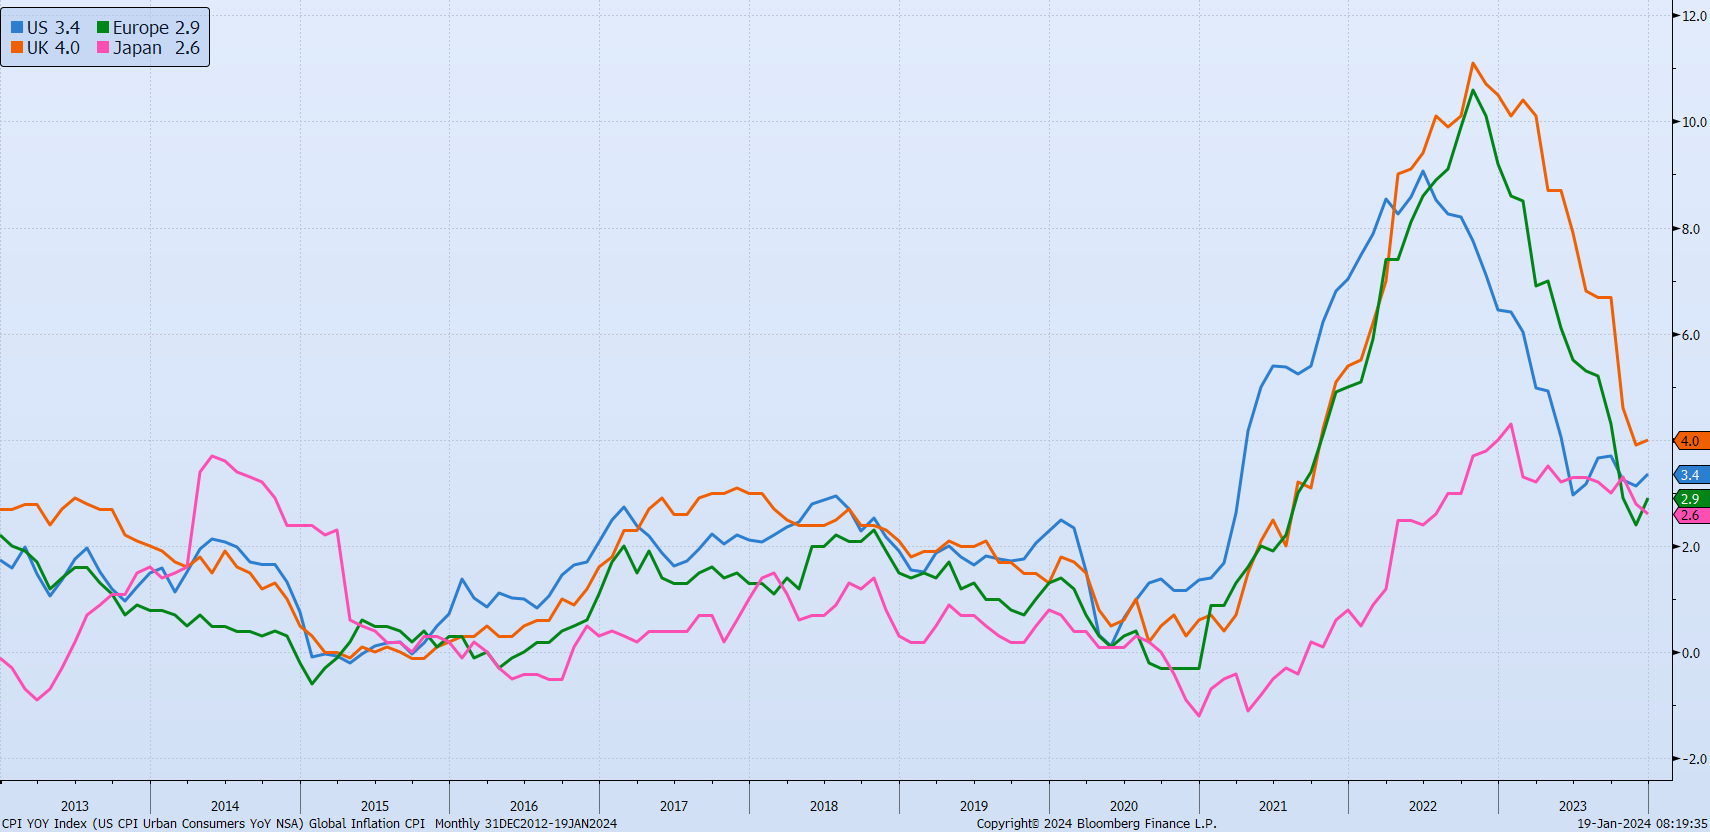 US 3.4 Europe 2.9
UK 4.0 Japan 2.6
12.0
10.0
8.0
6.0
4.0
3.4
2.9
2.6
2.0
0.0
-2.0
2013 2014 2015 2016 2017 2018 2019 2020 2021 2022 2023
CPI YOY Index (US CPI Urban Consumers YoY NSA) Global Inflation CPI Monthly 31DEC2012-19JAN2024 Copyright© 2024 Bloomberg Finance L.P. 19-Jan-2024 08:19:35